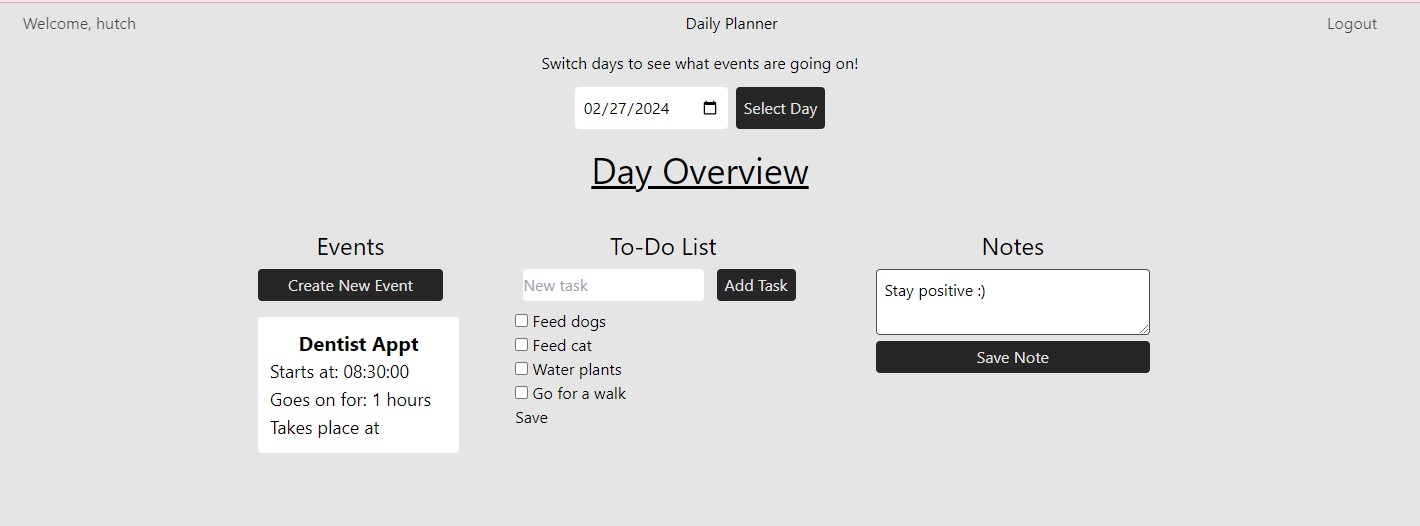 Welcome, hutch
Daily Planner
Logout
Switch days to see what events are going on!
02/27/2024
Select Day
Day Overview
Events
Create New Event
Dentist Appt
Starts at: 08:30:00
Goes on for: 1 hours
Takes place at
To-Do List
New task
Add Task
Feed dogs
Feed cat
Water plants
Go for a walk
Save
Notes
Stay positive :)
Save Note